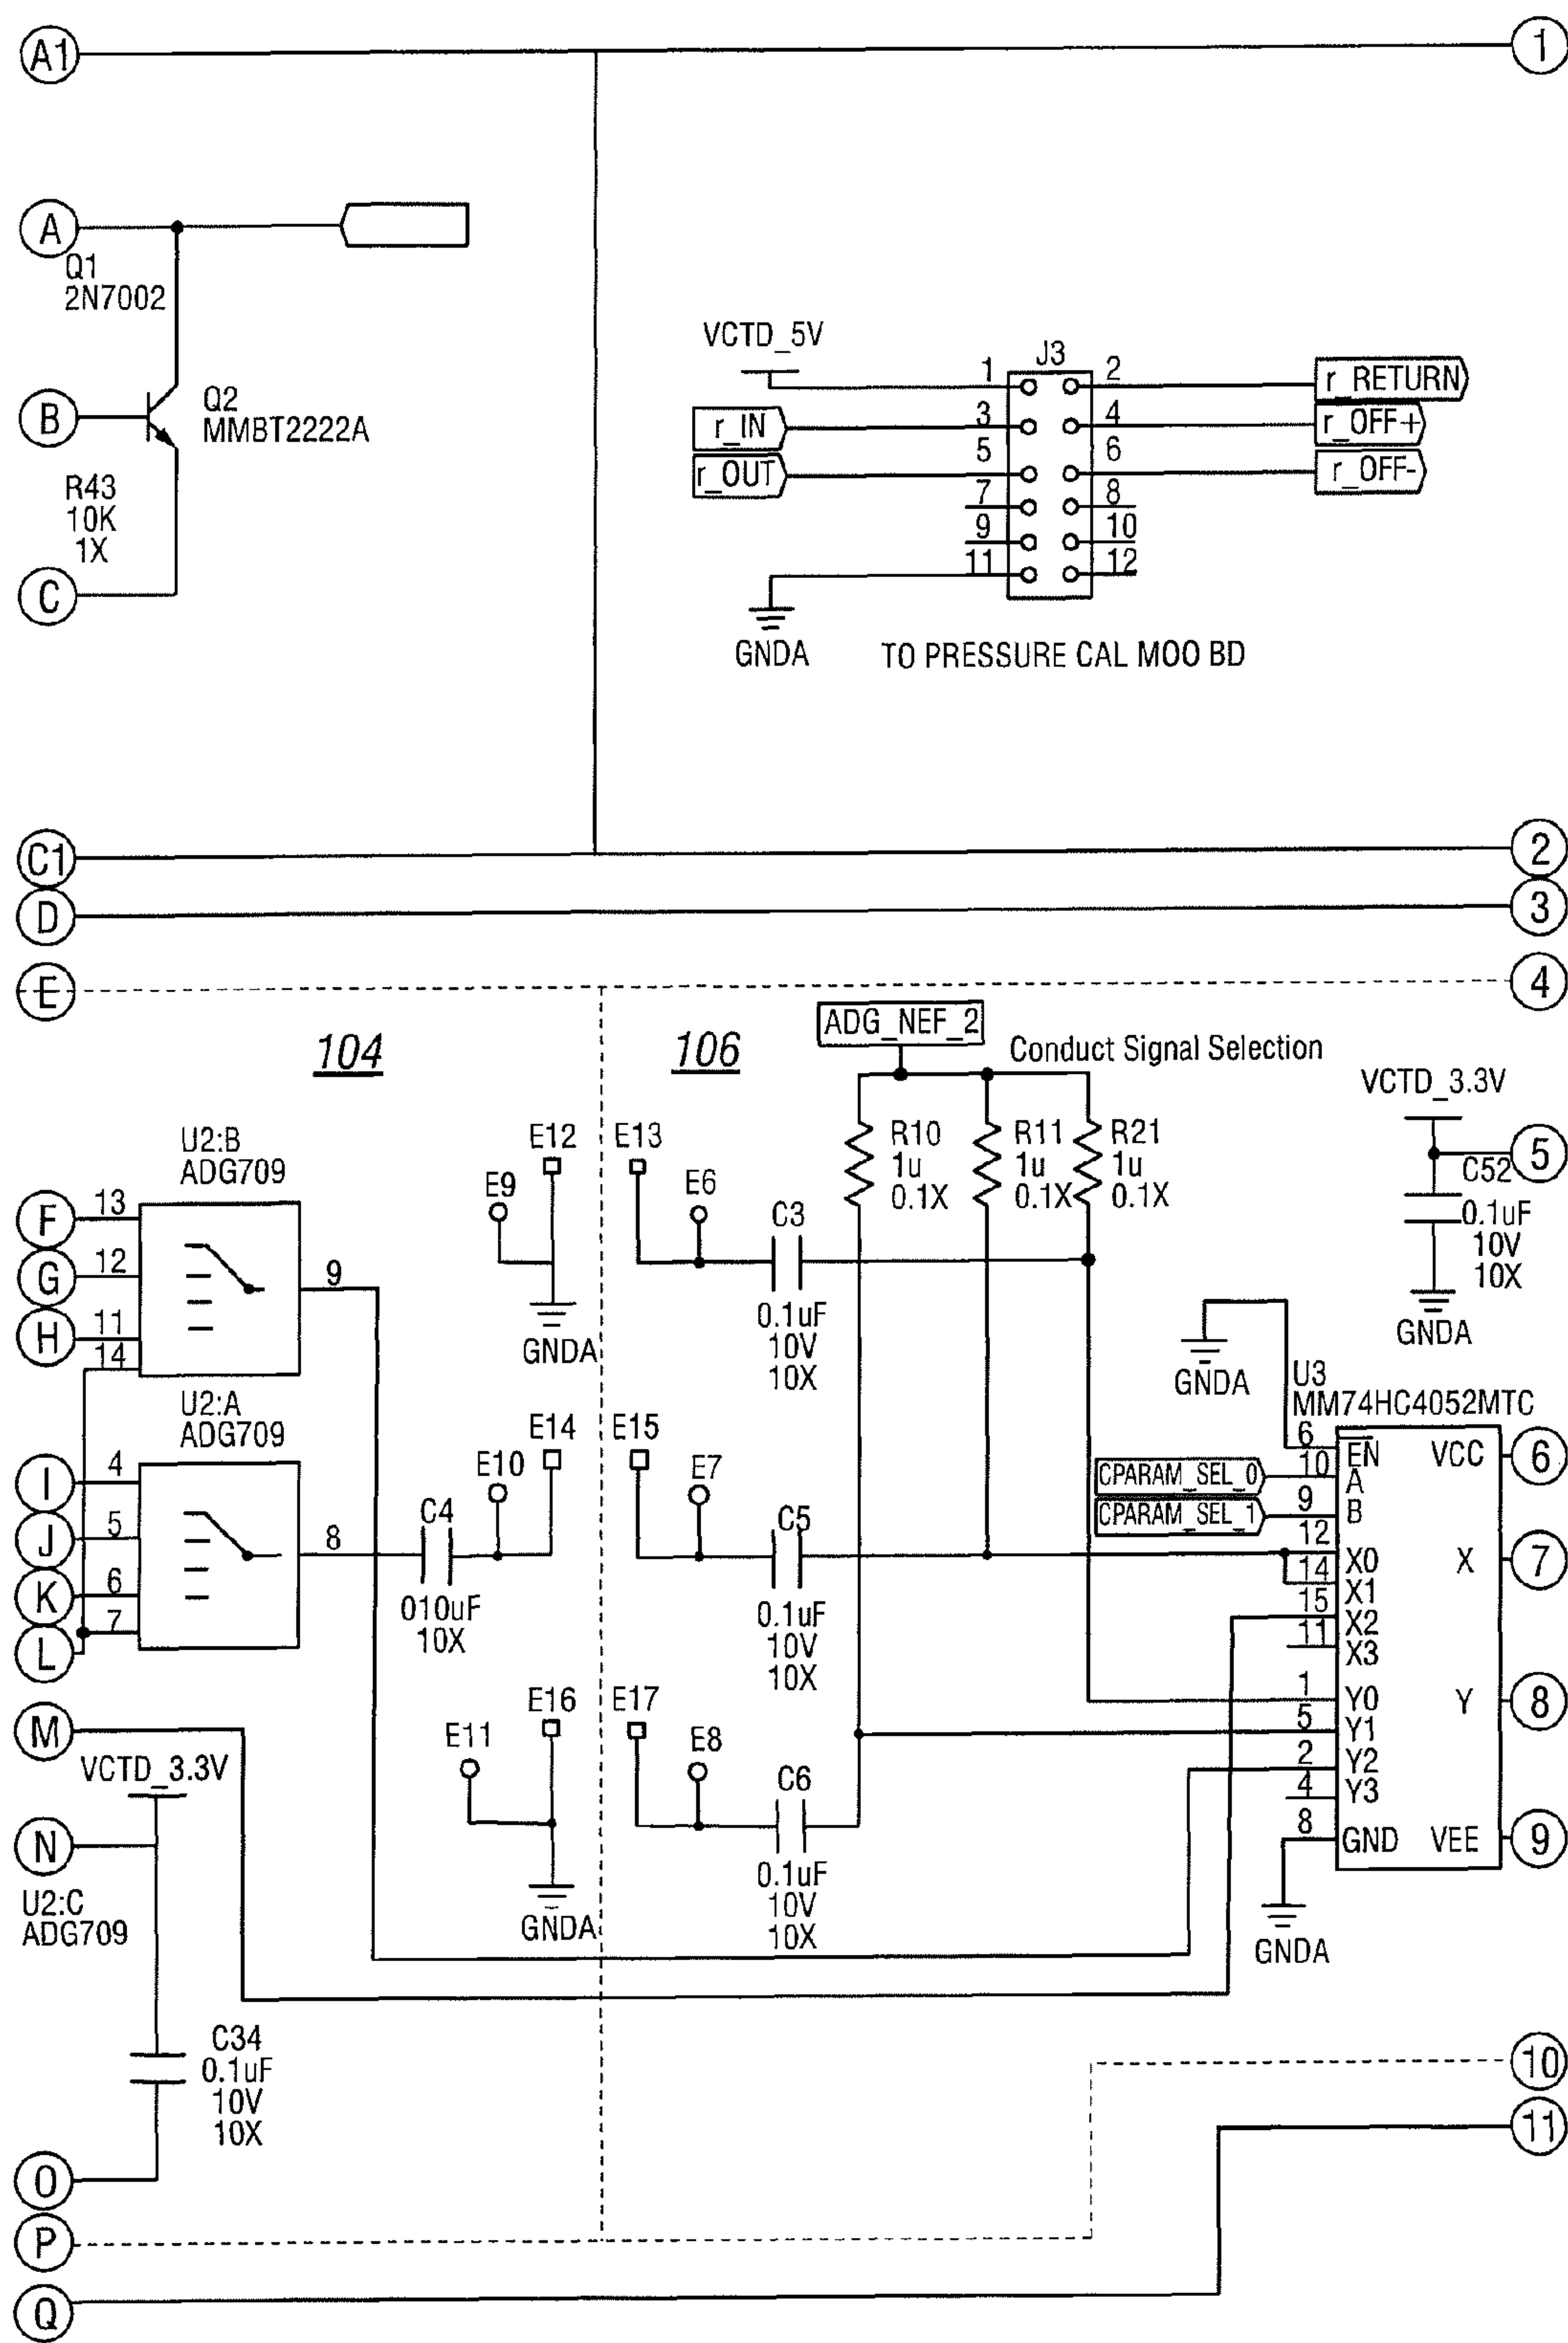 A1
1
A
Q1
2N7002
B
Q2
MMBT2222A
R43
10K
1X
C
VCTD_5V
J3
1
2
r_RETURN
r_IN
3
4
r_OFF+
r_OUT
5
6
r_OFF-
7
8
9
10
11
12
GNDA
TO PRESSURE CAL MOO BD
C1
2
D
3
E
4
104
106
ADG_NEF_2
Conduct Signal Selection
VCTD_3.3V
5
C52
0.1uF
10V
10X
GNDA
U2:B
ADG709
E12
E13
E9
E6
R10
1u
0.1X
R11
1u
0.1X
R21
1u
0.1X
F
13
G
12
H
11
14
9
C3
0.1uF
10V
10X
GNDA
GNDA
U3
MM74HC4052MTC
U2:A
ADG709
E14
E15
E10
E7
I
4
J
5
K
6
L
7
8
C4
010uF
10X
C5
0.1uF
10V
10X
CPARAM_SEL_0
CPARAM_SEL_1
6
EN
VCC
6
10
A
9
B
12
X0
X
7
14
X1
15
X2
11
X3
1
Y0
Y
8
5
Y1
2
Y2
4
Y3
8
GND
VEE
9
GNDA
M
VCTD_3.3V
E16
E17
E11
E8
C6
0.1uF
10V
10X
GNDA
N
U2:C
ADG709
C34
0.1uF
10V
10X
10
11
O
P
Q